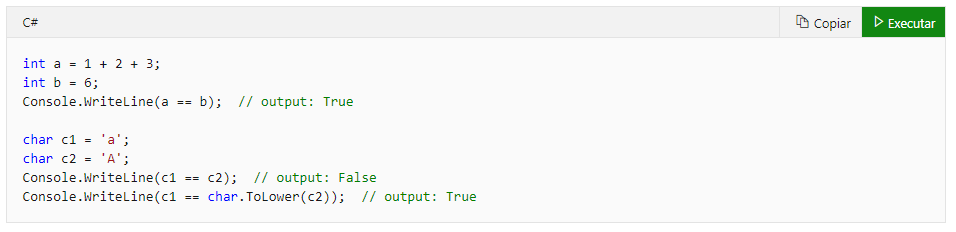 C# Copiar Executar
int a = 1 + 2 + 3;
int b = 6;
Console.WriteLine(a == b);  // output: True
char c1 = 'a';
char c2 = 'A';
Console.WriteLine(c1 == c2);  // output: False
Console.WriteLine(c1 == char.ToLower(c2));  // output: True